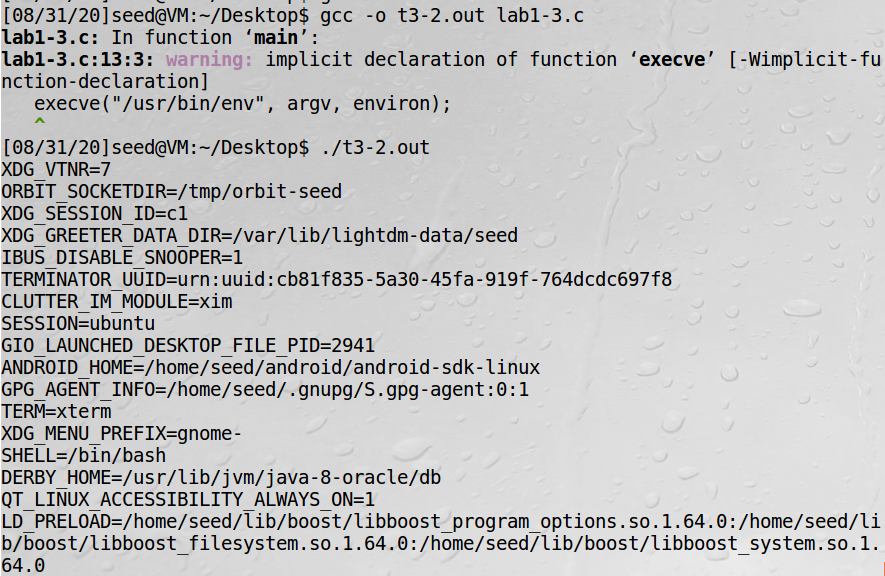 [08/31/20]seed@VM:~/Desktop$ gcc -o t3-2.out lab1-3.c
lab1-3.c: In function ‘main’:
lab1-3.c:13:3: warning: implicit declaration of function ‘execve’ [-Wimplicit-fu
nction-declaration]
   execve("/usr/bin/env", argv, environ);
   ^
[08/31/20]seed@VM:~/Desktop$ ./t3-2.out
XDG_VTNR=7
ORBIT_SOCKETDIR=/tmp/orbit-seed
XDG_SESSION_ID=c1
XDG_GREETER_DATA_DIR=/var/lib/lightdm-data/seed
IBUS_DISABLE_SNOOPER=1
TERMINATOR_UUID=urn:uuid:cb81f835-5a30-45fa-919f-764dcdc697f8
CLUTTER_IM_MODULE=xim
SESSION=ubuntu
GIO_LAUNCHED_DESKTOP_FILE_PID=2941
ANDROID_HOME=/home/seed/android/android-sdk-linux
GPG_AGENT_INFO=/home/seed/.gnupg/S.gpg-agent:0:1
TERM=xterm
XDG_MENU_PREFIX=gnome-
SHELL=/bin/bash
DERBY_HOME=/usr/lib/jvm/java-8-oracle/db
QT_LINUX_ACCESSIBILITY_ALWAYS_ON=1
LD_PRELOAD=/home/seed/lib/boost/libboost_program_options.so.1.64.0:/home/seed/li
b/boost/libboost_filesystem.so.1.64.0:/home/seed/lib/boost/libboost_system.so.1.
64.0